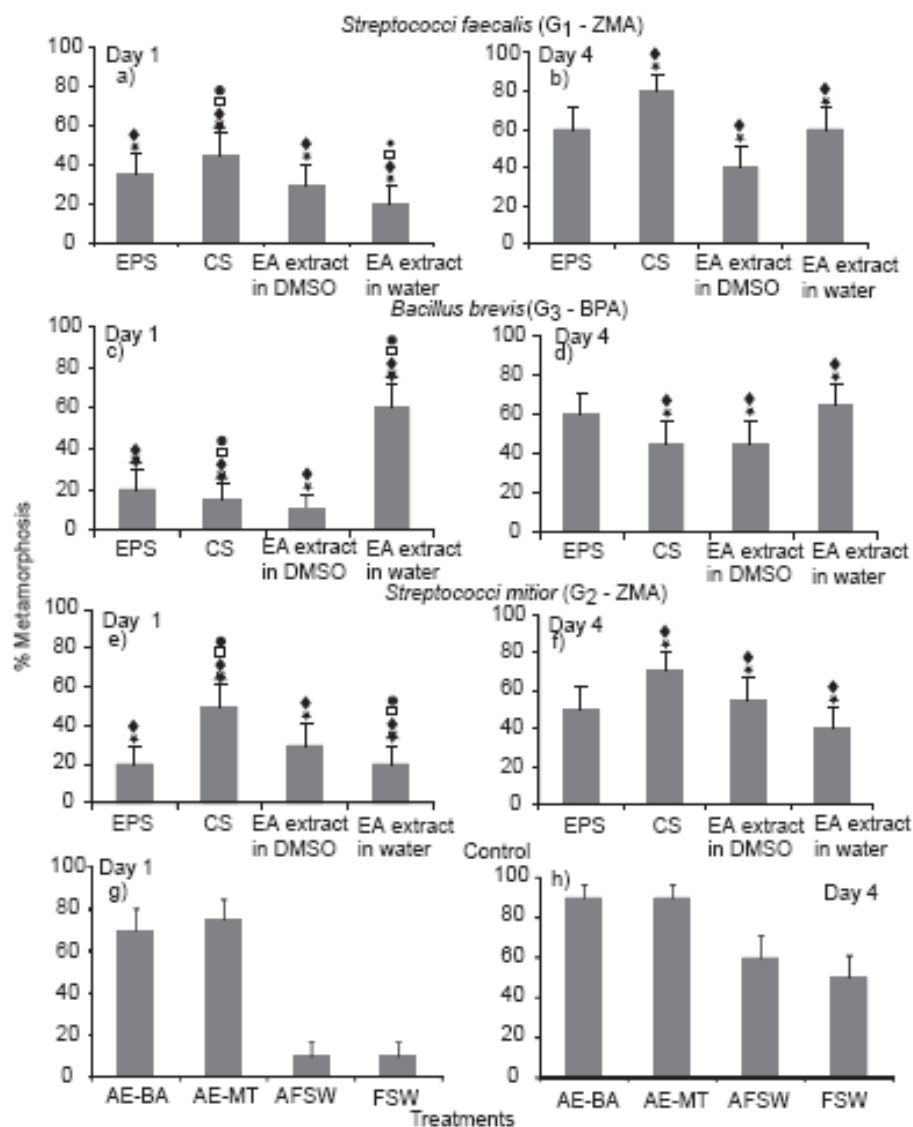 Streptococci faecalis (G1 - ZMA)
100
80
60
40
20
0
Day 1
a)
EPS
CS
EA extract
in DMSO
EA extract
in water
100
80
60
40
20
0
Day 4
b)
EPS
CS
EA extract
in DMSO
EA extract
in water
Bacillus brevis (G3 - BPA)
100
80
60
40
20
0
Day 1
c)
EPS
CS
EA extract
in DMSO
EA extract
in water
100
80
60
40
20
0
Day 4
d)
EPS
CS
EA extract
in DMSO
EA extract
in water
% Metamorphosis
Streptococci mitior (G2 - ZMA)
100
80
60
40
20
0
Day 1
e)
EPS
CS
EA extract
in DMSO
EA extract
in water
100
80
60
40
20
0
Day 4
f)
EPS
CS
EA extract
in DMSO
EA extract
in water
Control
100
80
60
40
20
0
Day 1
g)
AE-BA
AE-MT
AFSW
FSW
100
80
60
40
20
0
h)
Day 4
AE-BA
AE-MT
AFSW
FSW
Treatments